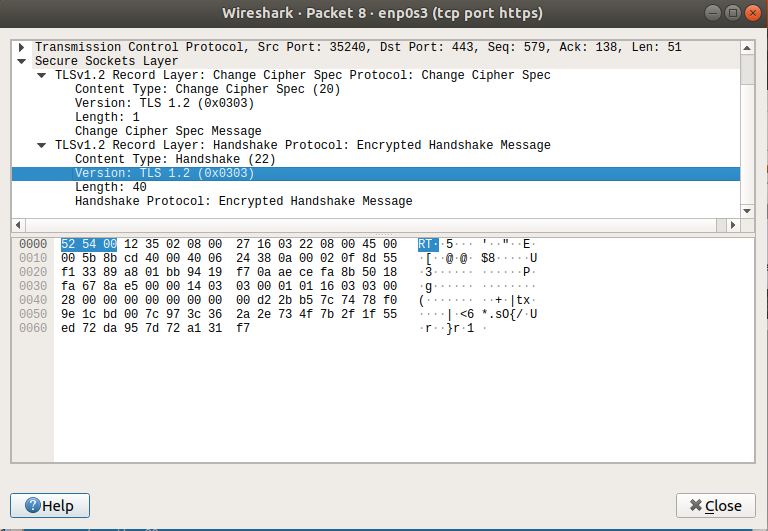 Wireshark · Packet 8 · enp0s3 (tcp port https)
Transmission Control Protocol, Src Port: 35240, Dst Port: 443, Seq: 579, Ack: 138, Len: 51
Secure Sockets Layer
TLSv1.2 Record Layer: Change Cipher Spec Protocol: Change Cipher Spec
Content Type: Change Cipher Spec (20)
Version: TLS 1.2 (0x0303)
Length: 1
Change Cipher Spec Message
TLSv1.2 Record Layer: Handshake Protocol: Encrypted Handshake Message
Content Type: Handshake (22)
Version: TLS 1.2 (0x0303)
Length: 40
Handshake Protocol: Encrypted Handshake Message
0000 52 54 00 12 35 02 08 00 27 16 03 22 08 00 45 00 RT··5··· '··"··E·
0010 00 5b 8b cd 40 00 40 06 24 38 0a 00 02 0f 8d 55 ·[··@·@· $8·····U
0020 f1 33 89 a8 01 bb 94 19 f7 0a ae ce fa 8b 50 18 ·3······ ······P·
0030 fa 67 8a e5 00 00 14 03 03 00 01 01 16 03 03 00 ·g······ ········
0040 28 00 00 00 00 00 00 00 00 d2 2b b5 7c 74 78 f0 (······· ··+·|tx·
0050 9e 1c bd 00 7c 97 3c 36 2a 2e 73 4f 7b 2f 1f 55 ····|·<6 *.sO{/·U
0060 ed 72 da 95 7d 72 a1 31 f7 ·r··}r·1 ·
Help
Close